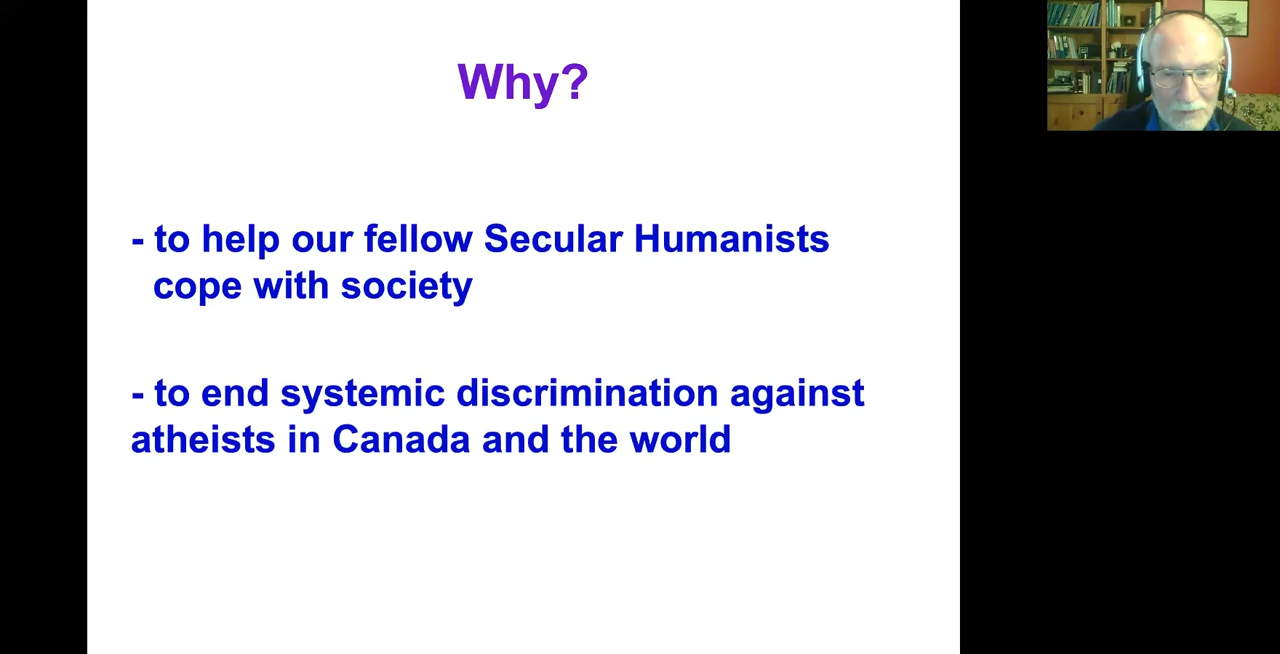 Why?
- to help our fellow Secular Humanists
cope with society
- to end systemic discrimination against
atheists in Canada and the world